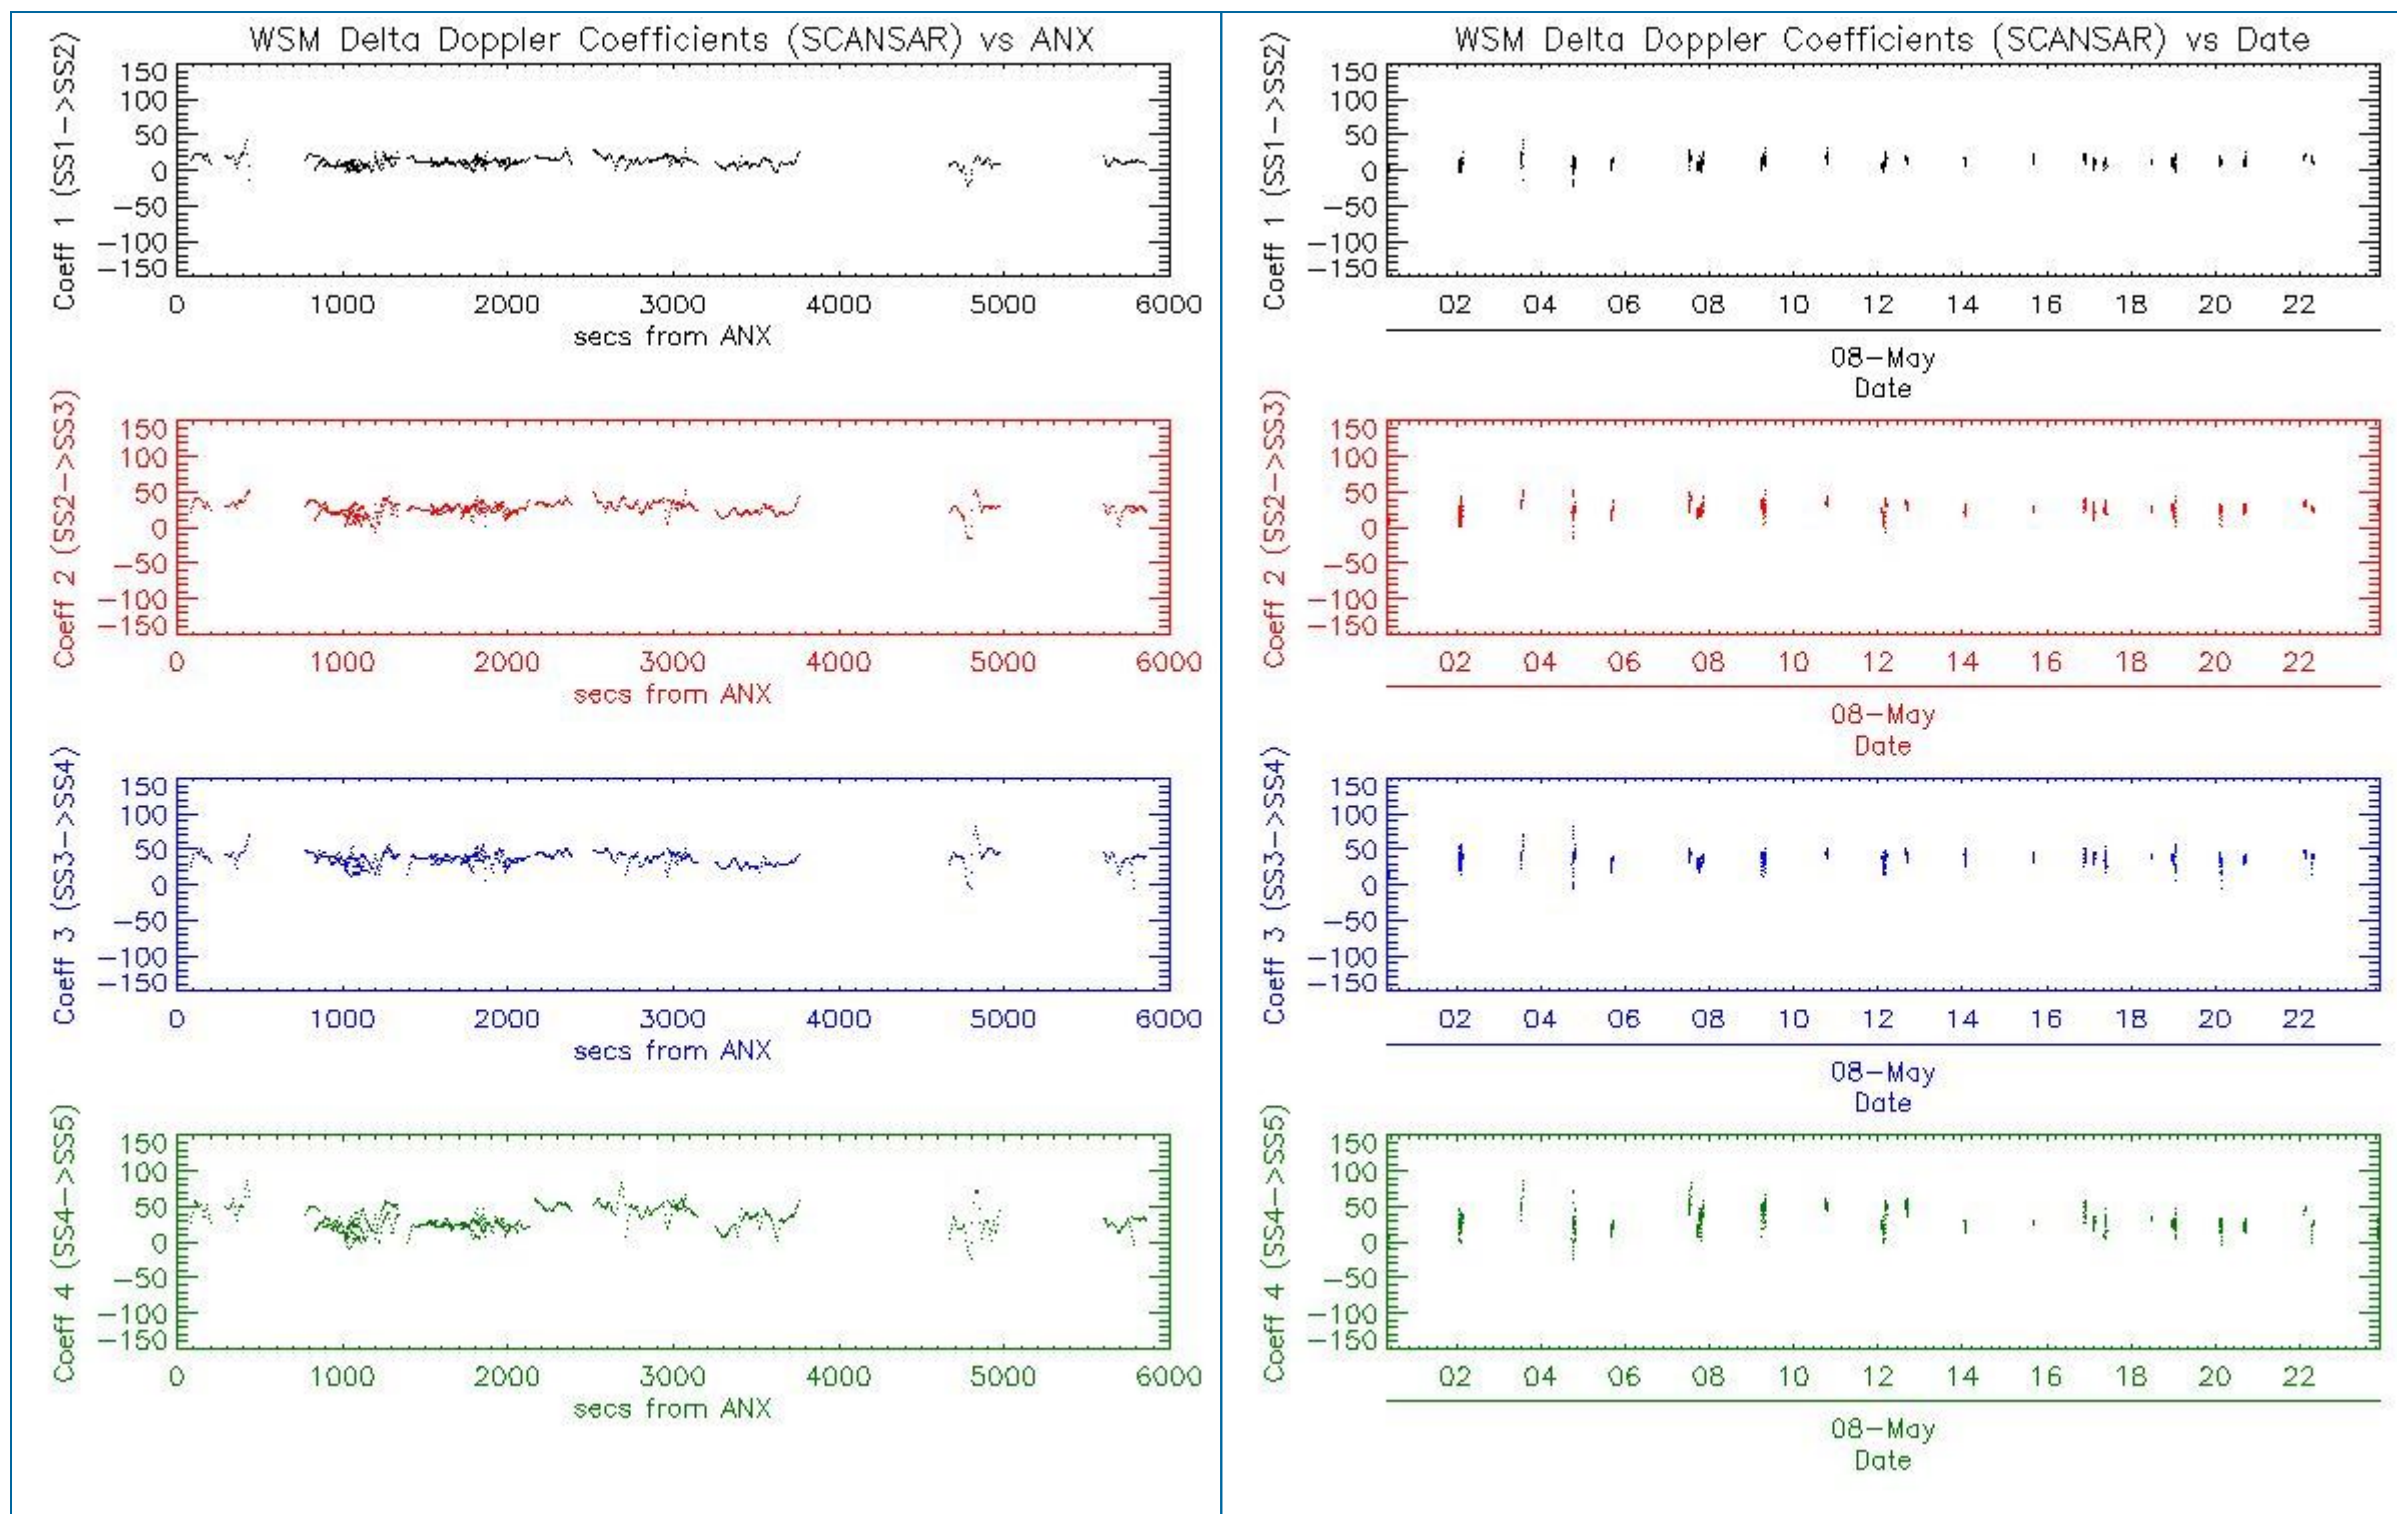 WSM Delta Doppler Coefficients (SCANSAR) vs ANX
Coeff 1 (SS1->SS2)
150
100
50
0
-50
-100
-150
0 1000 2000 3000 4000 5000 6000
secs from ANX
Coeff 2 (SS2->SS3)
150
100
50
0
-50
-100
-150
0 1000 2000 3000 4000 5000 6000
secs from ANX
Coeff 3 (SS3->SS4)
150
100
50
0
-50
-100
-150
0 1000 2000 3000 4000 5000 6000
secs from ANX
Coeff 4 (SS4->SS5)
150
100
50
0
-50
-100
-150
0 1000 2000 3000 4000 5000 6000
secs from ANX
WSM Delta Doppler Coefficients (SCANSAR) vs Date
Coeff 1 (SS1->SS2)
150
100
50
0
-50
-100
-150
02 04 06 08 10 12 14 16 18 20 22
08-May
Date
Coeff 2 (SS2->SS3)
150
100
50
0
-50
-100
-150
02 04 06 08 10 12 14 16 18 20 22
08-May
Date
Coeff 3 (SS3->SS4)
150
100
50
0
-50
-100
-150
02 04 06 08 10 12 14 16 18 20 22
08-May
Date
Coeff 4 (SS4->SS5)
150
100
50
0
-50
-100
-150
02 04 06 08 10 12 14 16 18 20 22
08-May
Date